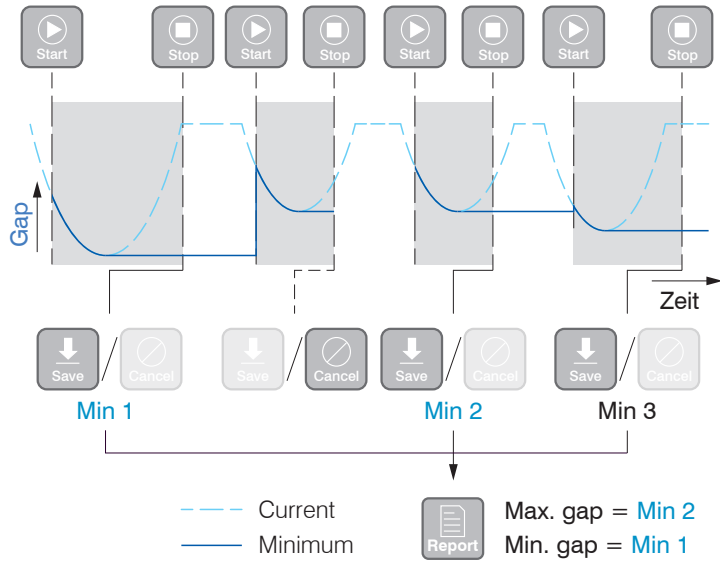 Start Stop Start Stop Start Stop Start Stop
Gap
Zeit
Save Cancel Save Cancel Save Cancel Save Cancel
Min 1 Min 2 Min 3
Current
Minimum
Report
Max. gap = Min 2
Min. gap = Min 1